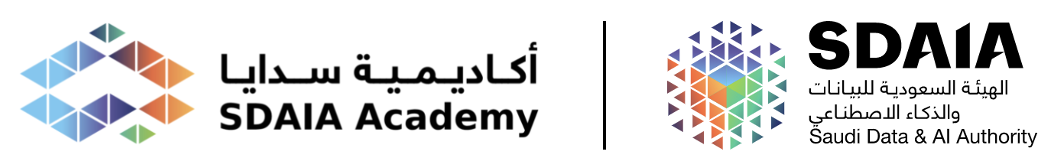 أكاديمية سدايا
SDAIA Academy
SDAIA
الهيئة السعودية للبيانات
والذكاء الاصطناعي
Saudi Data & AI Authority